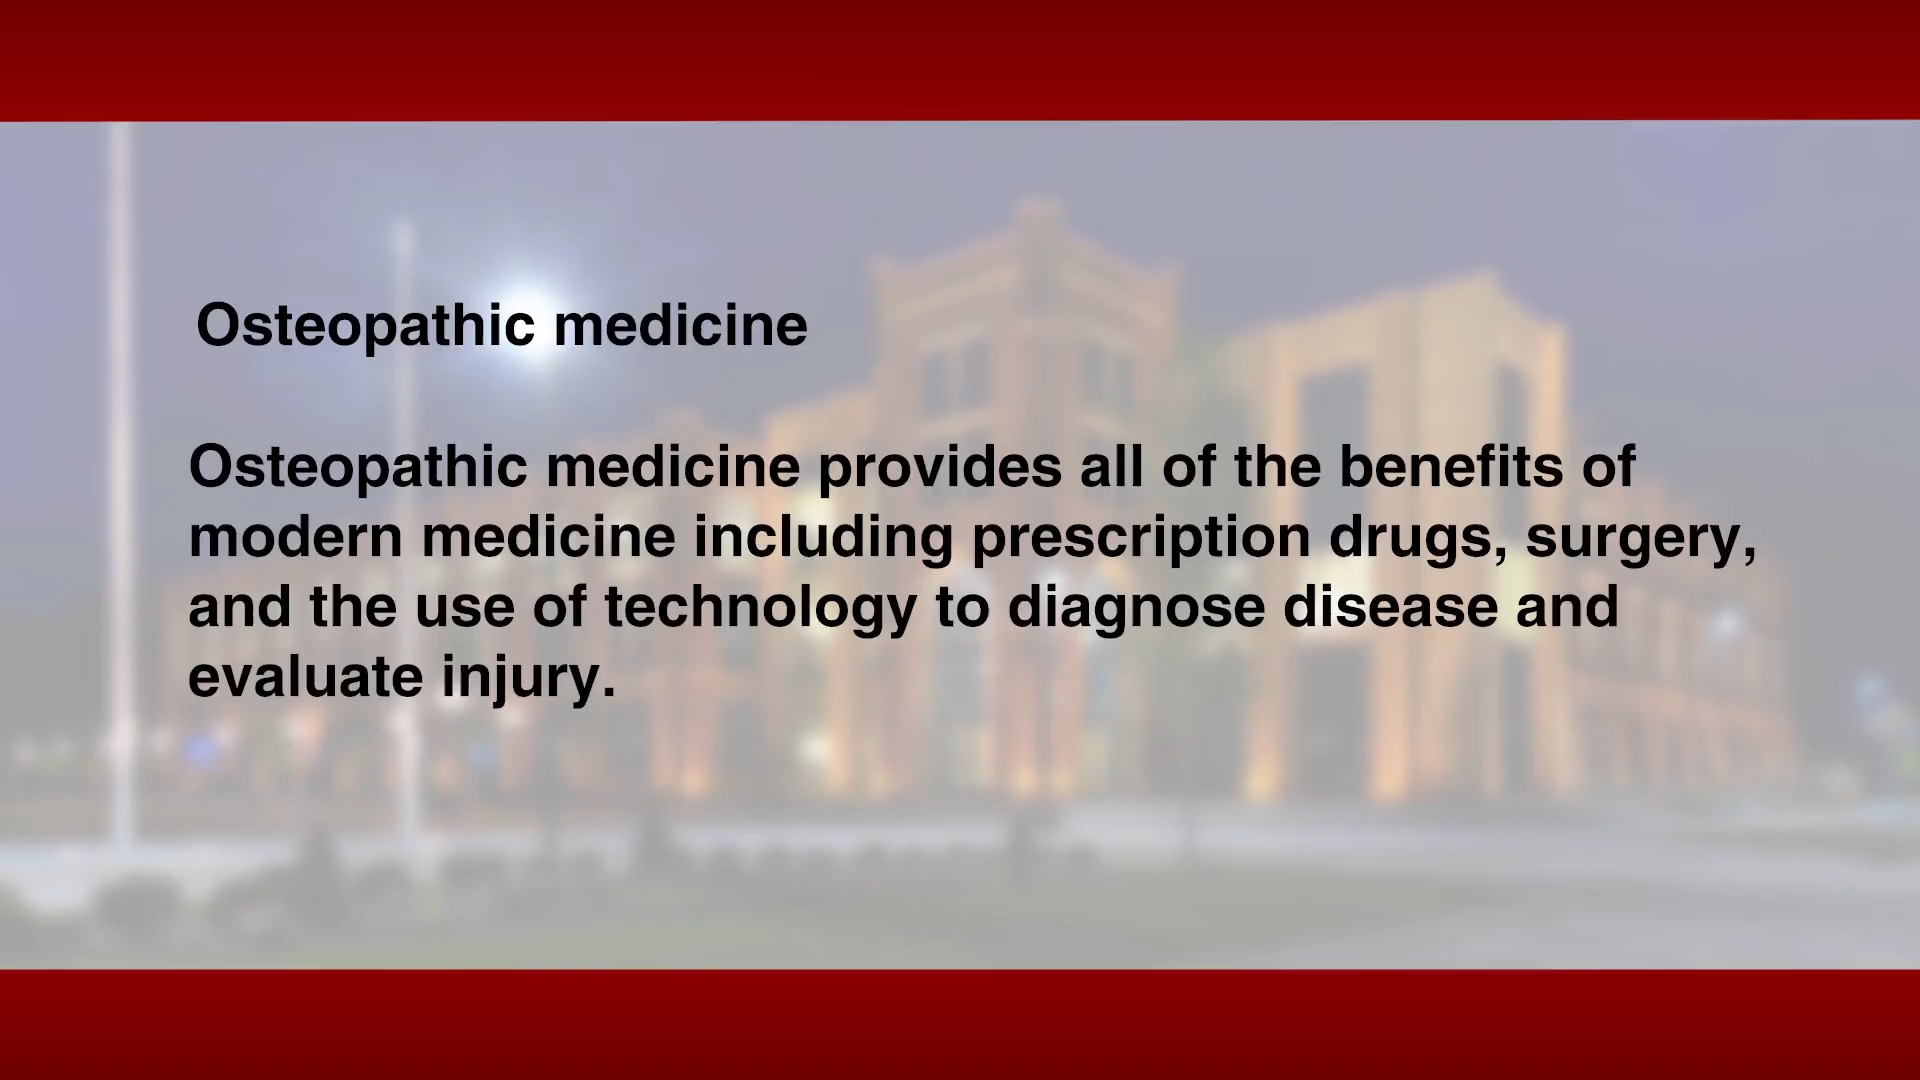 Osteopathic medicine
Osteopathic medicine provides all of the benefits of
modern medicine including prescription drugs, surgery,
and the use of technology to diagnose disease and
evaluate injury.